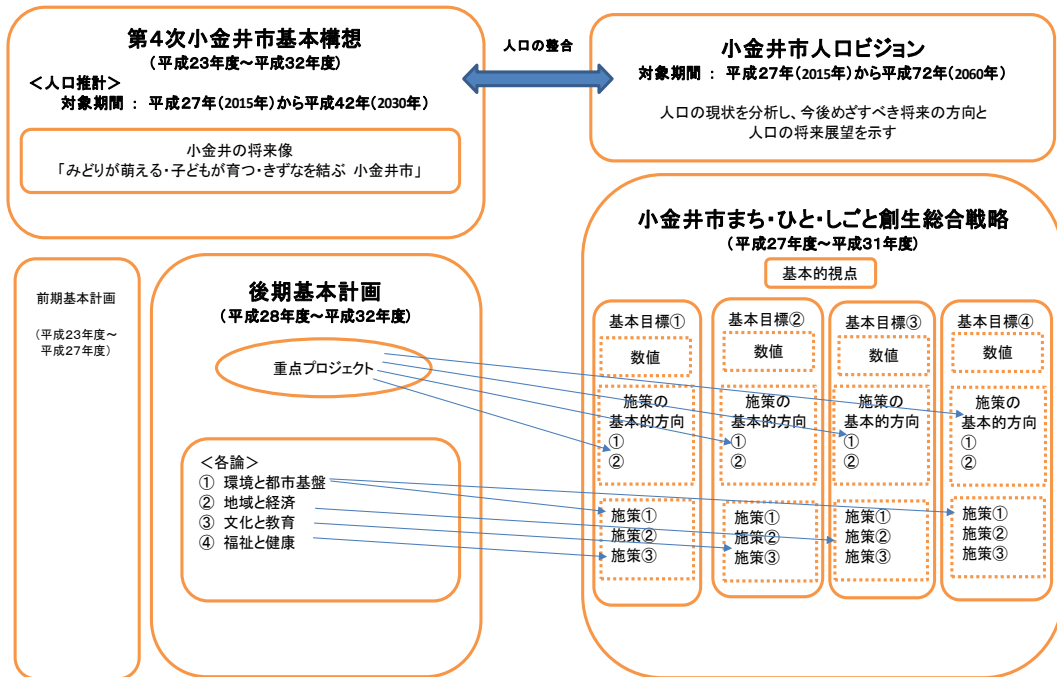 第４次小金井市基本構想
（平成23年度～平成32年度）
＜人口推計＞
対象期間 ： 平成27年（2015年）から平成42年（2030年）
小金井の将来像
「みどりが萌える・子どもが育つ・きずなを結ぶ 小金井市」
人口の整合
小金井市人口ビジョン
対象期間 ： 平成27年（2015年）から平成72年（2060年）
人口の現状を分析し、今後めざすべき将来の方向と
人口の将来展望を示す
前期基本計画
（平成23年度～
平成27年度）
後期基本計画
（平成28年度～平成32年度）
重点プロジェクト
＜各論＞
① 環境と都市基盤
② 地域と経済
③ 文化と教育
④ 福祉と健康
小金井市まち・ひと・しごと創生総合戦略
（平成27年度～平成31年度）
基本的視点
基本目標①
数値
施策の
基本的方向
①
②
施策①
施策②
施策③
基本目標②
数値
施策の
基本的方向
①
②
施策①
施策②
施策③
基本目標③
数値
施策の
基本的方向
①
②
施策①
施策②
施策③
基本目標④
数値
施策の
基本的方向
①
②
施策①
施策②
施策③